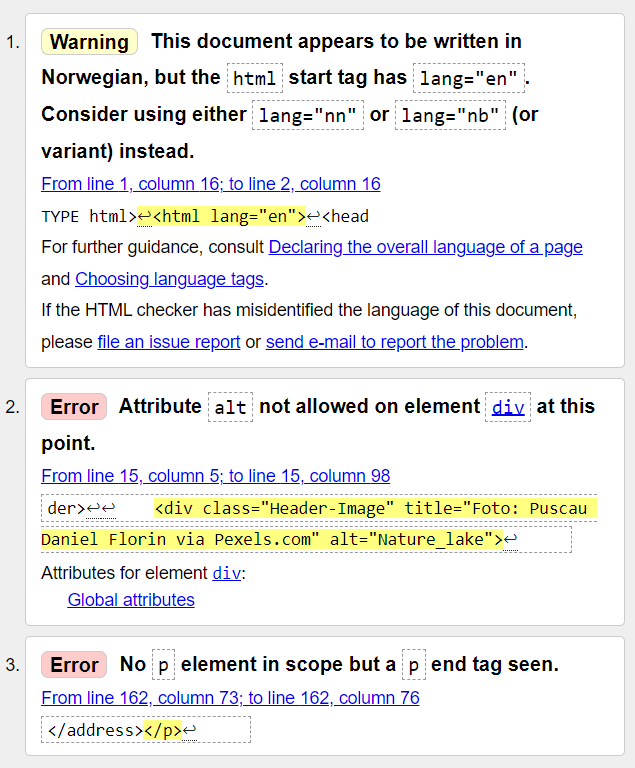 1. Warning This document appears to be written in
Norwegian, but the html start tag has lang="en".
Consider using either lang="nn" or lang="nb" (or
variant) instead.
From line 1, column 16; to line 2, column 16
TYPE html>↩<html lang="en">↩<head
For further guidance, consult Declaring the overall language of a page
and Choosing language tags.
If the HTML checker has misidentified the language of this document,
please file an issue report or send e-mail to report the problem.
2. Error Attribute alt not allowed on element div at this
point.
From line 15, column 5; to line 15, column 98
der>↩↩    <div class="Header-Image" title="Foto: Puscau
Daniel Florin via Pexels.com" alt="Nature_lake">↩
Attributes for element div:
Global attributes
3. Error No p element in scope but a p end tag seen.
From line 162, column 73; to line 162, column 76
</address></p>↩